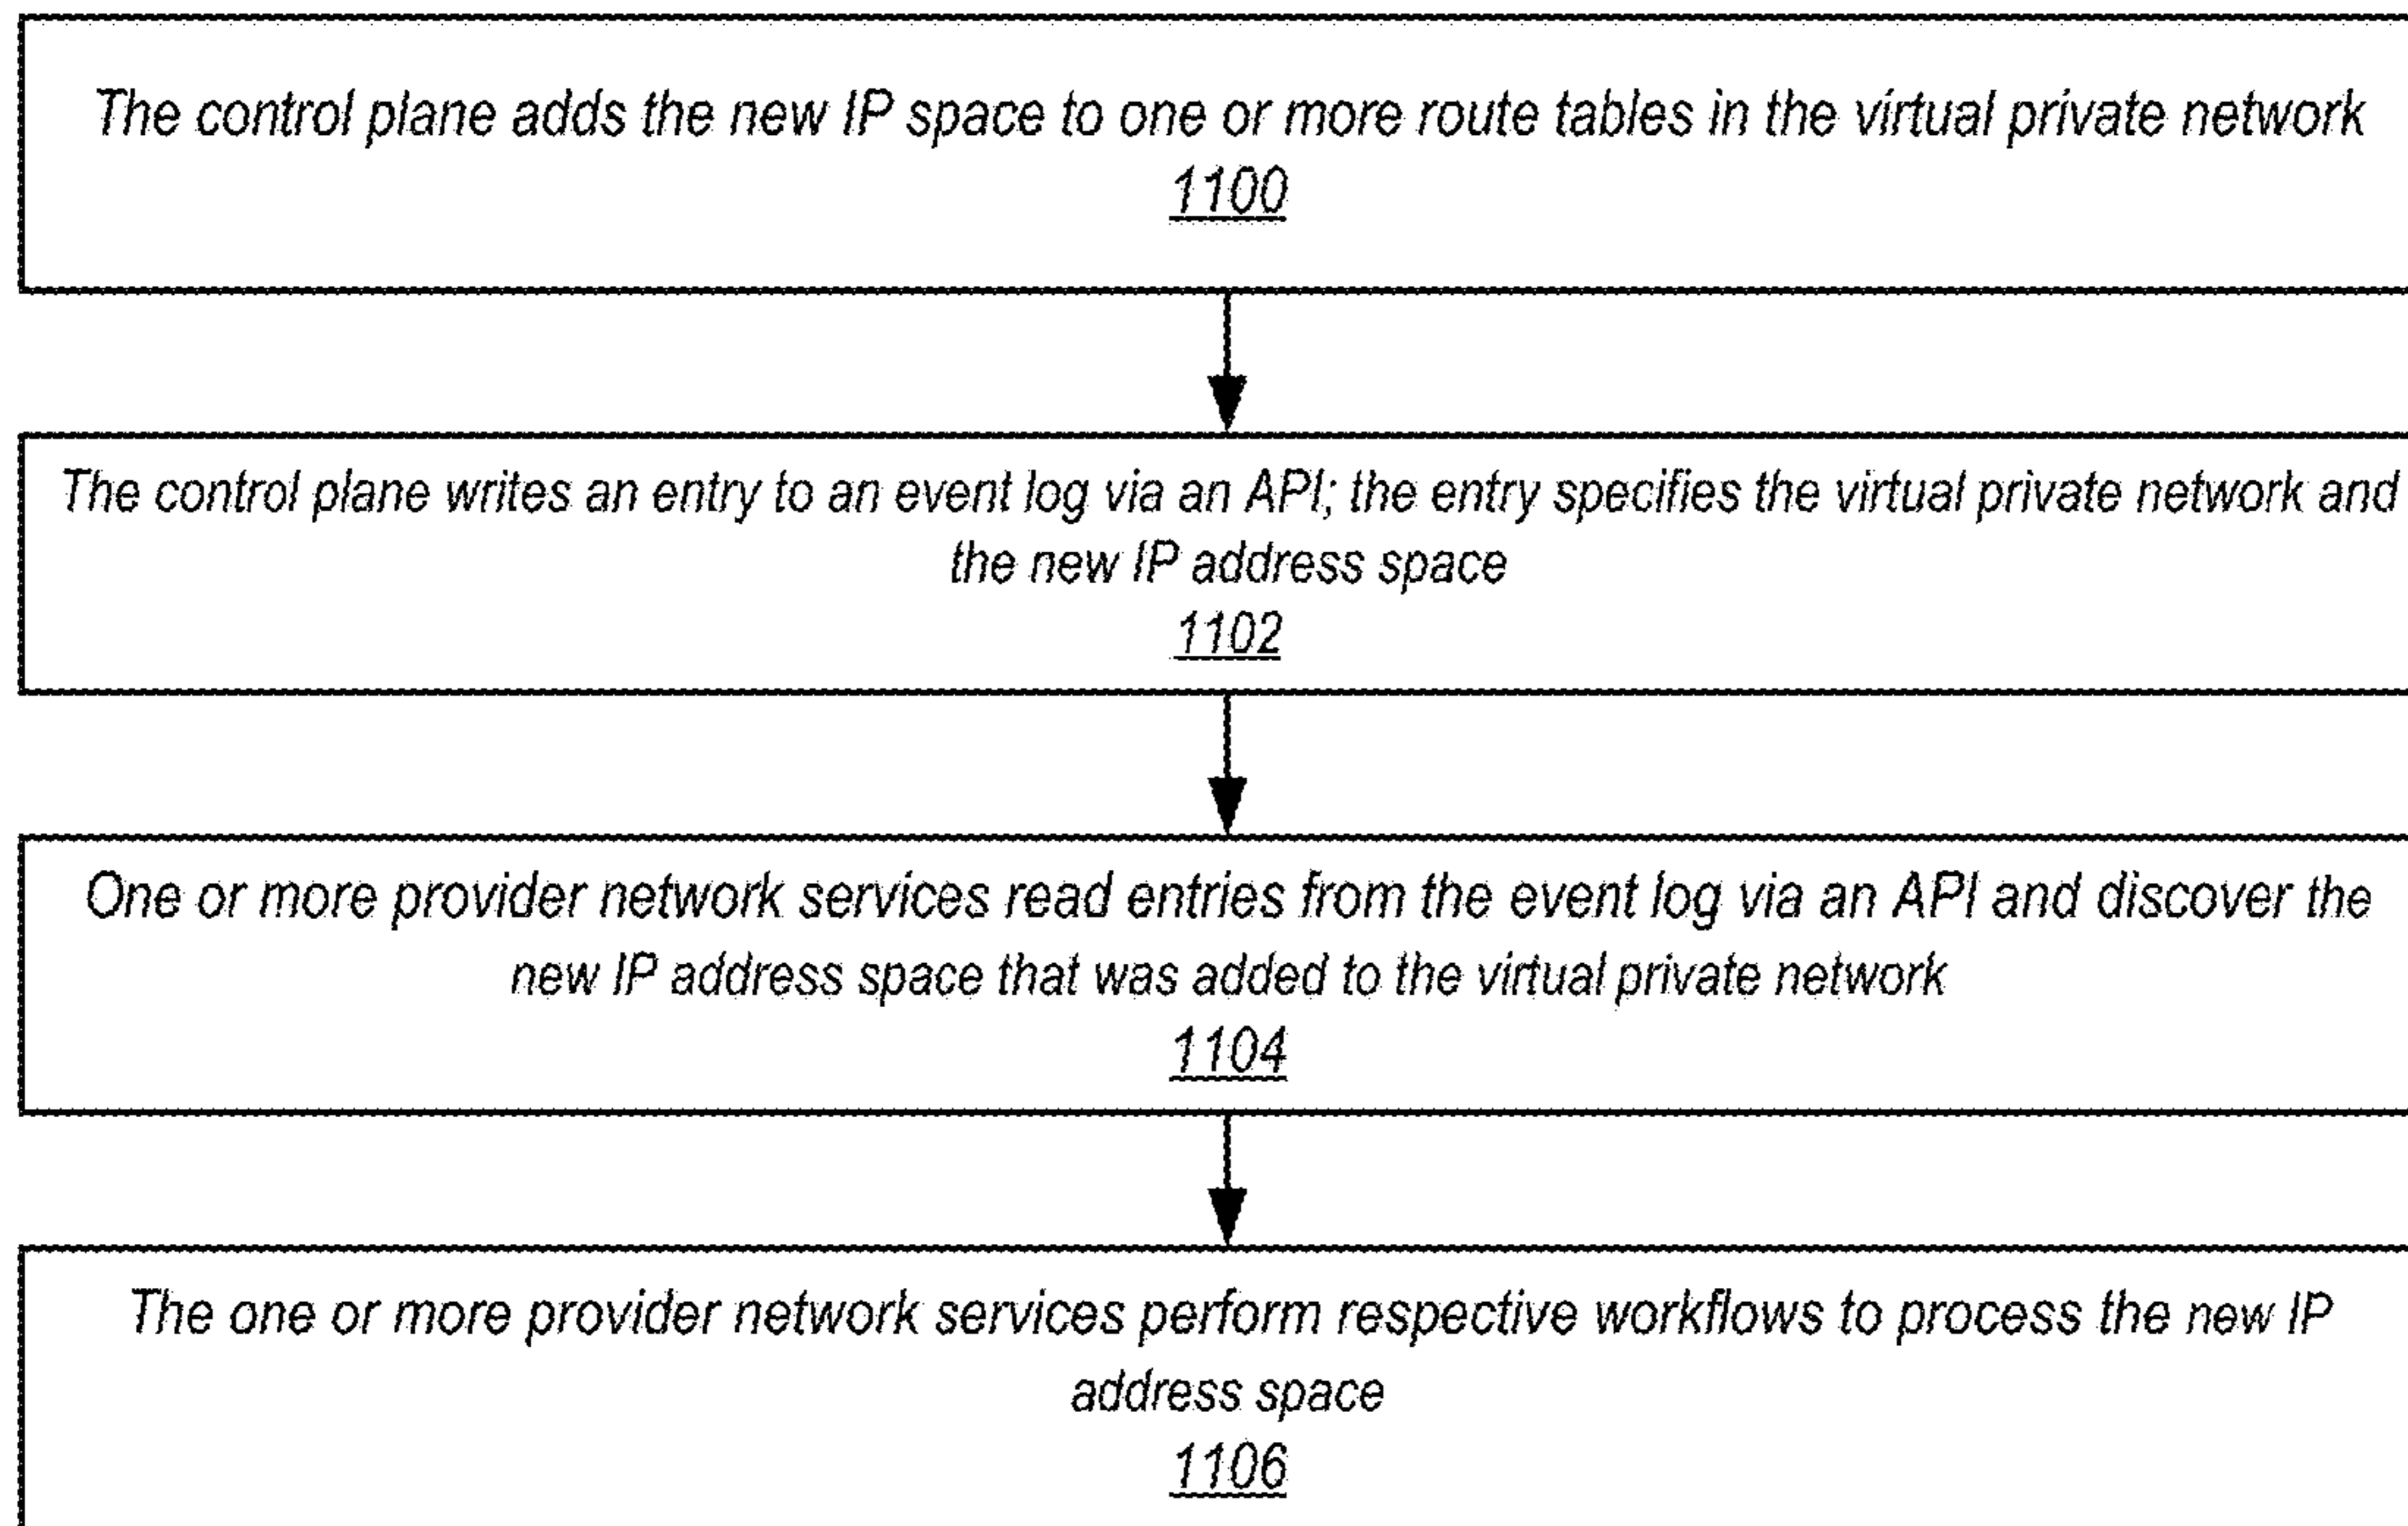 The control plane adds the new IP space to one or more route tables in the virtual private network
1100
The control plane writes an entry to an event log via an API; the entry specifies the virtual private network and
the new IP address space
1102
One or more provider network services read entries from the event log via an API and discover the
new IP address space that was added to the virtual private network
1104
The one or more provider network services perform respective workflows to process the new IP
address space
1106